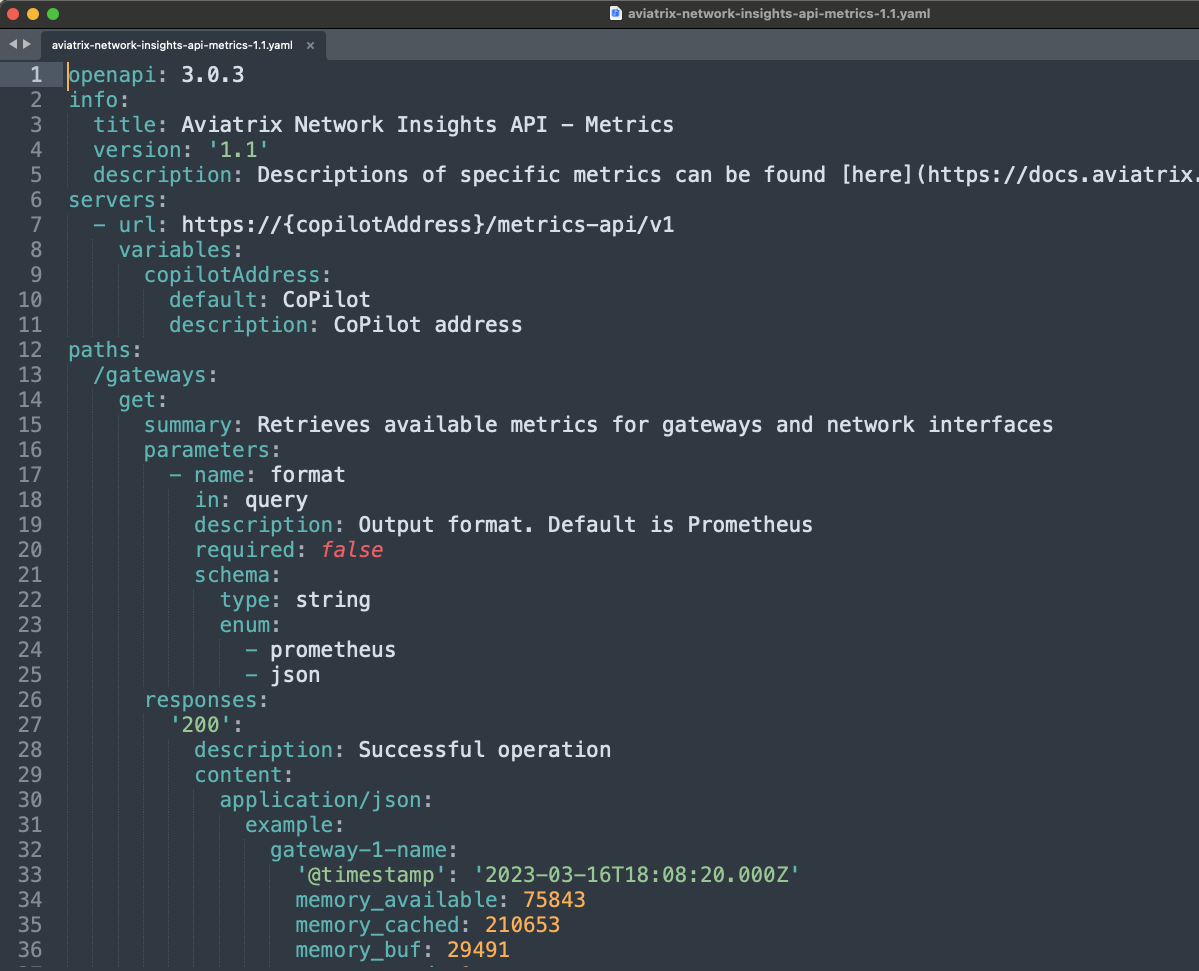 aviatrix-network-insights-api-metrics-1.1.yaml
aviatrix-network-insights-api-metrics-1.1.yaml ×
1 openapi: 3.0.3
2 info:
3   title: Aviatrix Network Insights API - Metrics
4   version: '1.1'
5   description: Descriptions of specific metrics can be found [here](https://docs.aviatrix.
6 servers:
7   - url: https://{copilotAddress}/metrics-api/v1
8     variables:
9       copilotAddress:
10         default: CoPilot
11         description: CoPilot address
12 paths:
13   /gateways:
14     get:
15       summary: Retrieves available metrics for gateways and network interfaces
16       parameters:
17         - name: format
18           in: query
19           description: Output format. Default is Prometheus
20           required: false
21           schema:
22             type: string
23             enum:
24               - prometheus
25               - json
26       responses:
27         '200':
28           description: Successful operation
29           content:
30             application/json:
31               example:
32                 gateway-1-name:
33                   '@timestamp': '2023-03-16T18:08:20.000Z'
34                   memory_available: 75843
35                   memory_cached: 210653
36                   memory_buf: 29491